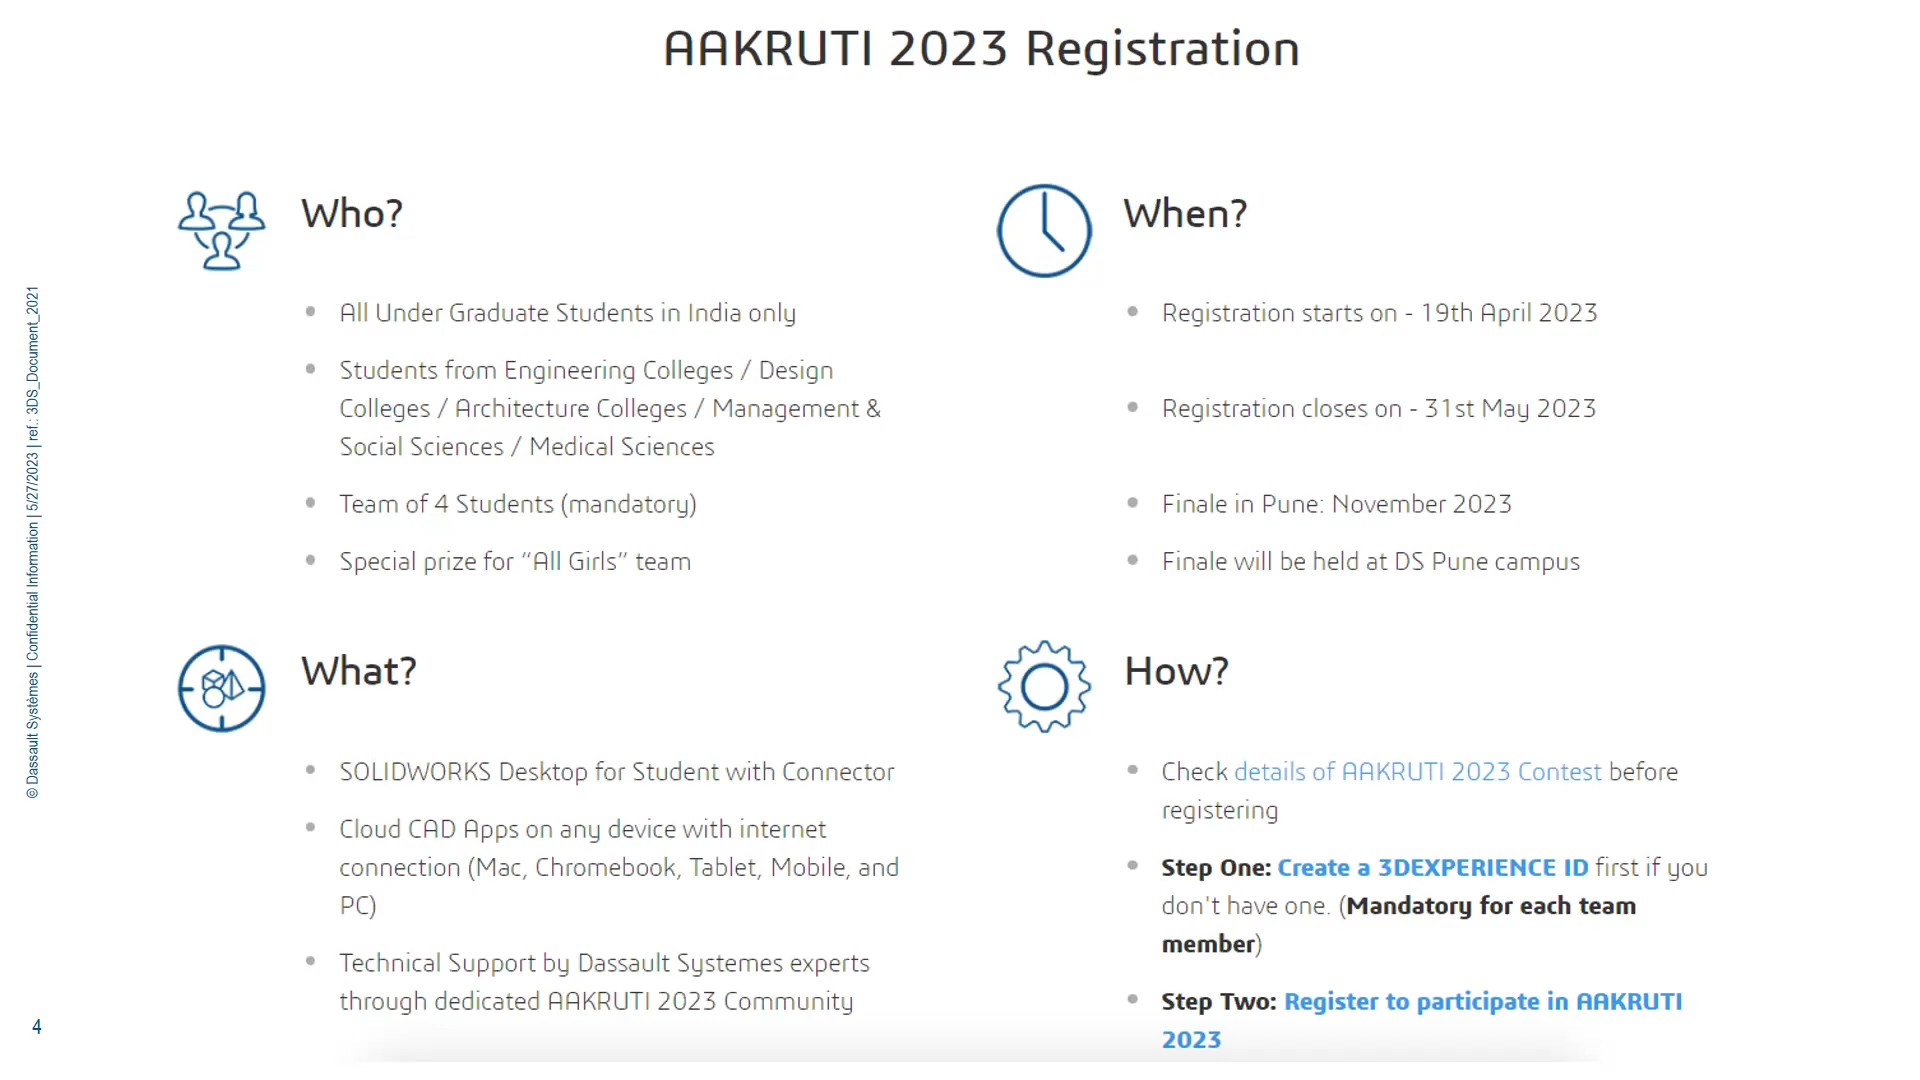 AAKRUTI 2023 Registration
Who?
All Under Graduate Students in India only
Students from Engineering Colleges / Design
Colleges / Architecture Colleges / Management &
Social Sciences / Medical Sciences
Team of 4 Students (mandatory)
Special prize for “All Girls” team
When?
Registration starts on - 19th April 2023
Registration closes on - 31st May 2023
Finale in Pune: November 2023
Finale will be held at DS Pune campus
What?
SOLIDWORKS Desktop for Student with Connector
Cloud CAD Apps on any device with internet
connection (Mac, Chromebook, Tablet, Mobile, and
PC)
Technical Support by Dassault Systemes experts
through dedicated AAKRUTI 2023 Community
How?
Check details of AAKRUTI 2023 Contest before
registering
Step One: Create a 3DEXPERIENCE ID first if you
don't have one. (Mandatory for each team
member)
Step Two: Register to participate in AAKRUTI
2023
© Dassault Systèmes | Confidential Information | 5/27/2023 | ref.: 3DS_Document_2021
4